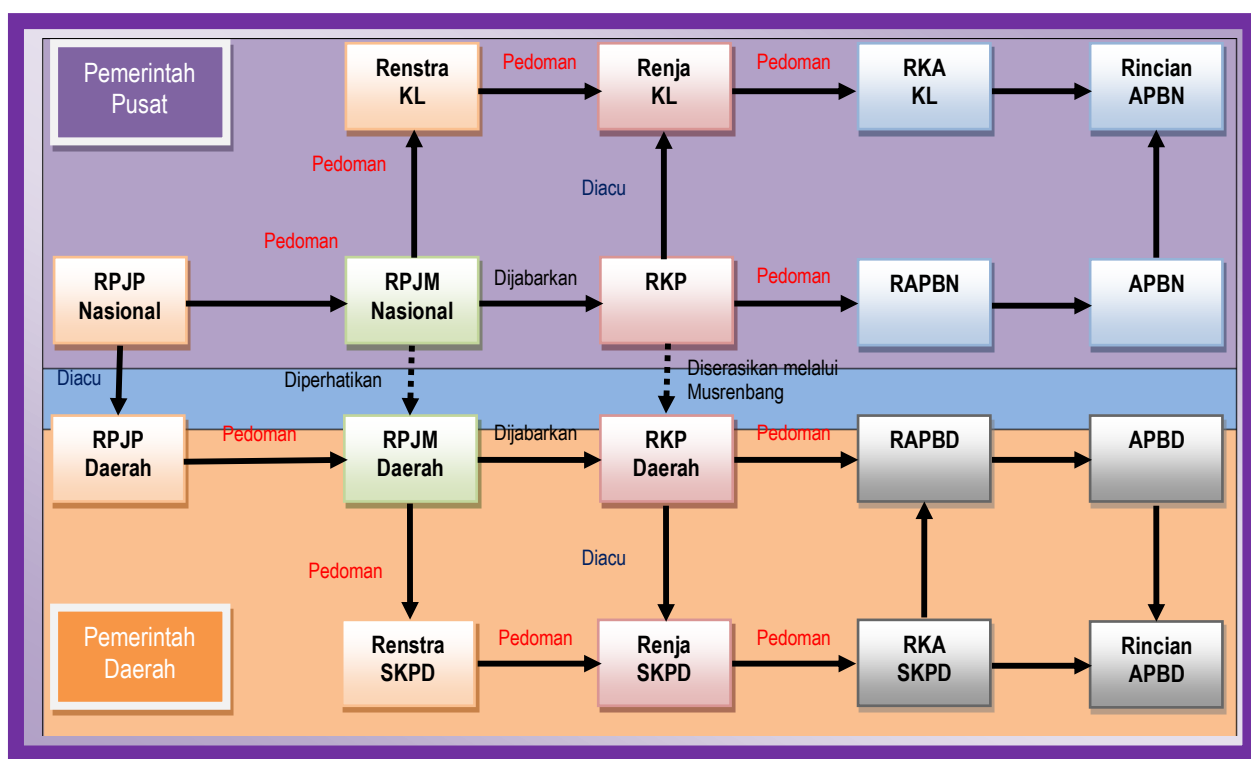 Pemerintah
Pusat
Renstra
KL
Pedoman
Renja
KL
Pedoman
RKA
KL
Rincian
APBN
Pedoman
Diacu
Pedoman
RPJP
Nasional
RPJM
Nasional
Dijabarkan
RKP
Pedoman
RAPBN
APBN
Diacu
Diperhatikan
Diserasikan melalui
Musrenbang
RPJP
Daerah
Pedoman
RPJM
Daerah
Dijabarkan
RKP
Daerah
Pedoman
RAPBD
APBD
Pedoman
Diacu
Pemerintah
Daerah
Renstra
SKPD
Pedoman
Renja
SKPD
Pedoman
RKA
SKPD
Rincian
APBD